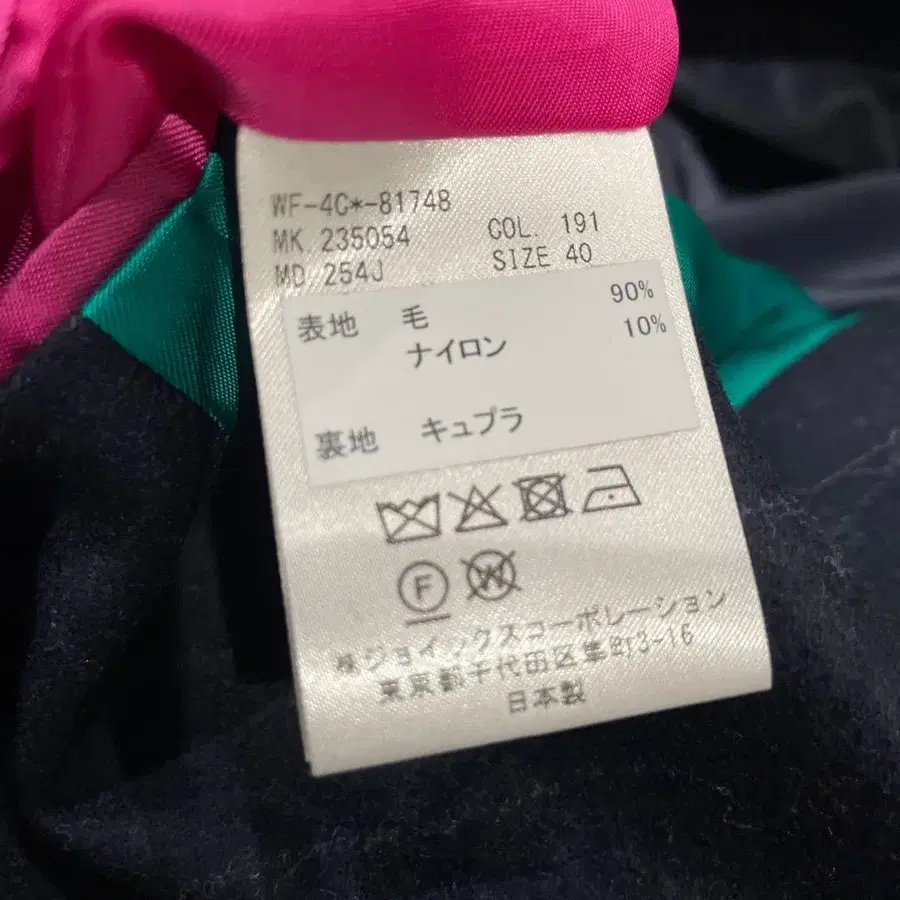 WF-4C*-81748
MK. 235054 COL. 191
MD. 254J SIZE 40
表地 毛 90%
ナイロン 10%
裏地 キュプラ
F W
㈱ジョイックスコーポレーション
東京都千代田区隼町3-16
日本製